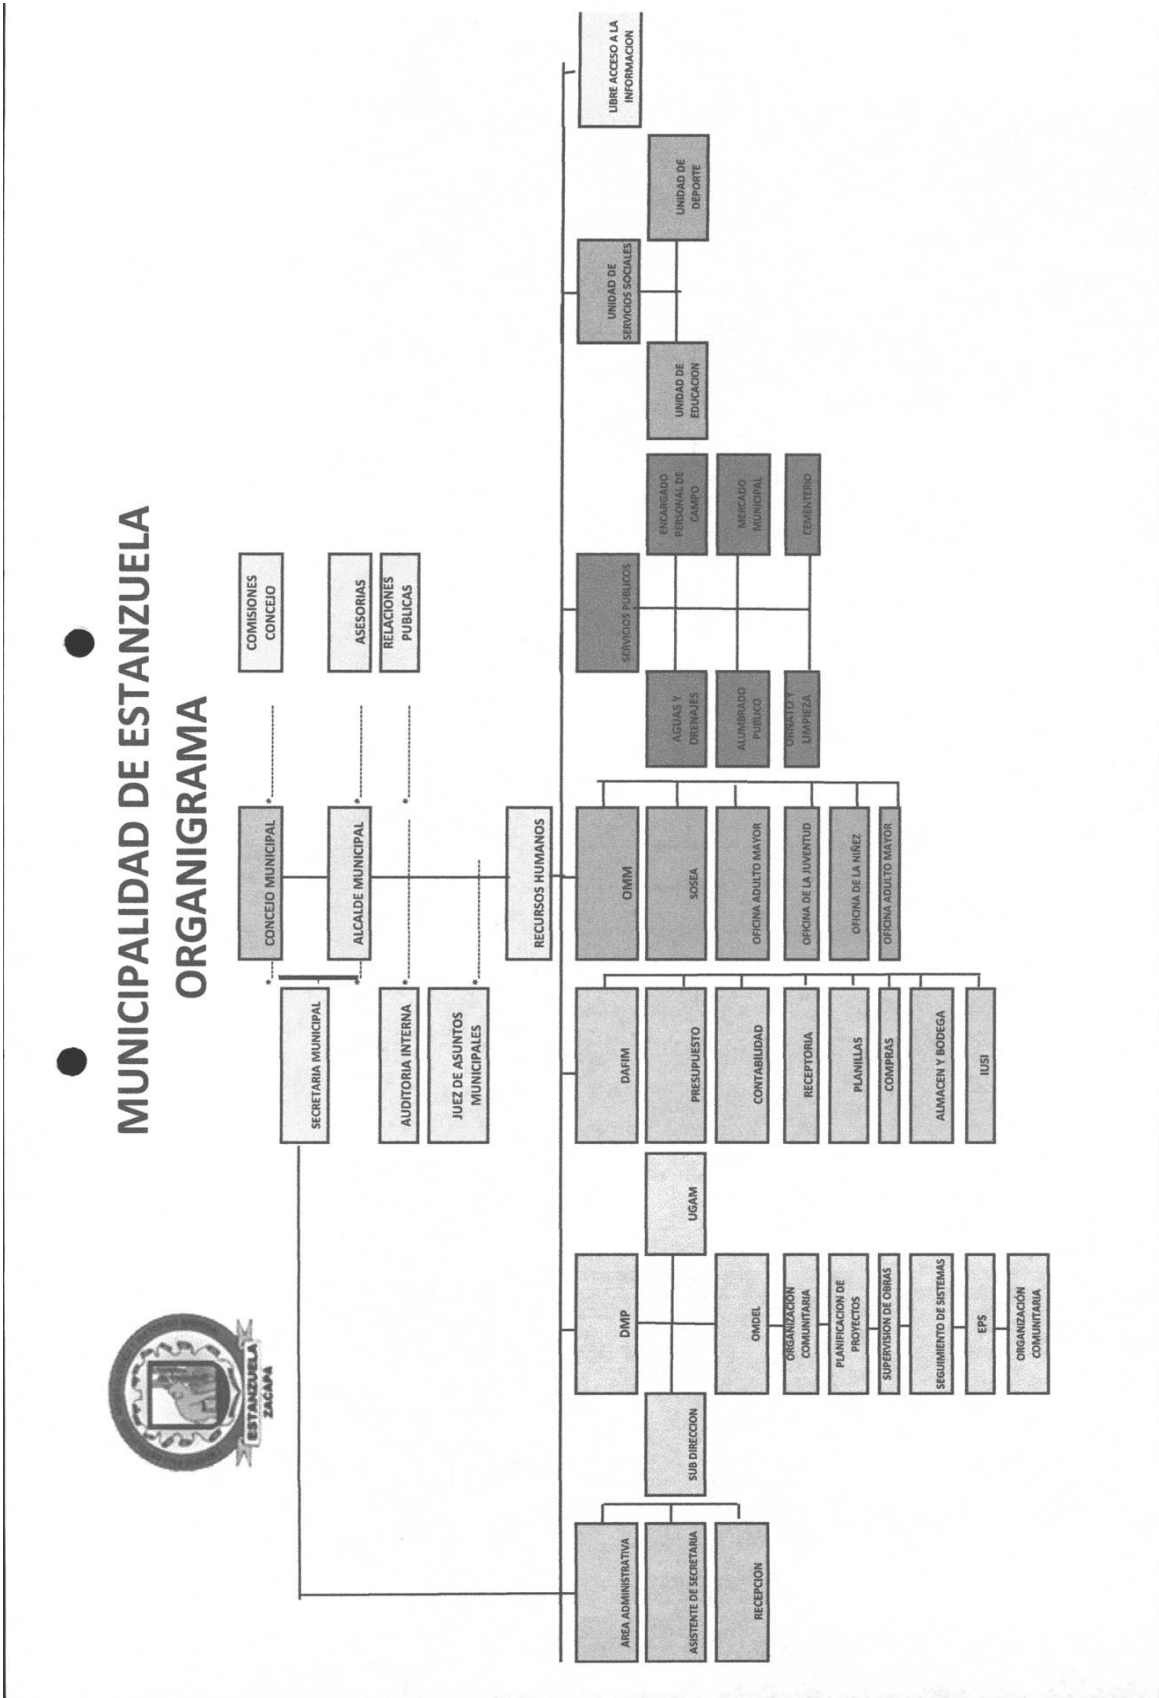 MUNICIPALIDAD DE ESTANZUELA
ORGANIGRAMA
ESTANZUELA
ZACAPA
CONCEJO MUNICIPAL
COMISIONES
CONCEJO
SECRETARIA MUNICIPAL
ALCALDE MUNICIPAL
ASESORIAS
AUDITORIA INTERNA
RELACIONES
PUBLICAS
JUEZ DE ASUNTOS
MUNICIPALES
RECURSOS HUMANOS
AREA ADMINISTRATIVA
ASISTENTE DE SECRETARIA
RECEPCION
DMP
SUB DIRECCION
UGAM
OMDEL
ORGANIZACION
COMUNITARIA
PLANIFICACION DE
PROYECTOS
SUPERVISION DE OBRAS
SEGUIMIENTO DE SISTEMAS
EPS
ORGANIZACIÓN
COMUNITARIA
DAFIM
PRESUPUESTO
CONTABILIDAD
RECEPTORIA
PLANILLAS
COMPRAS
ALMACEN Y BODEGA
IUSI
OMM
SOSEA
OFICINA ADULTO MAYOR
OFICINA DE LA JUVENTUD
OFICINA DE LA NIÑEZ
OFICINA ADULTO MAYOR
SERVICIOS PUBLICOS
AGUAS Y
DRENAJES
ENCARGADO
PERSONAL DE
CAMPO
ALUMBRADO
PUBLICO
MERCADO
MUNICIPAL
ORNATO Y
LIMPIEZA
CEMENTERIO
UNIDAD DE
SERVICIOS SOCIALES
UNIDAD DE
EDUCACION
UNIDAD DE
DEPORTE
LIBRE ACCESO A LA
INFORMACION